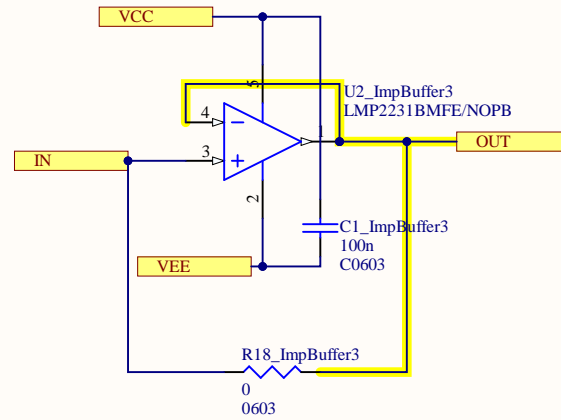 VCC
5
U2_ImpBuffer3
LMP2231BMFE/NOPB
4
1
3
IN
OUT
2
C1_ImpBuffer3
100n
C0603
VEE
R18_ImpBuffer3
0
0603